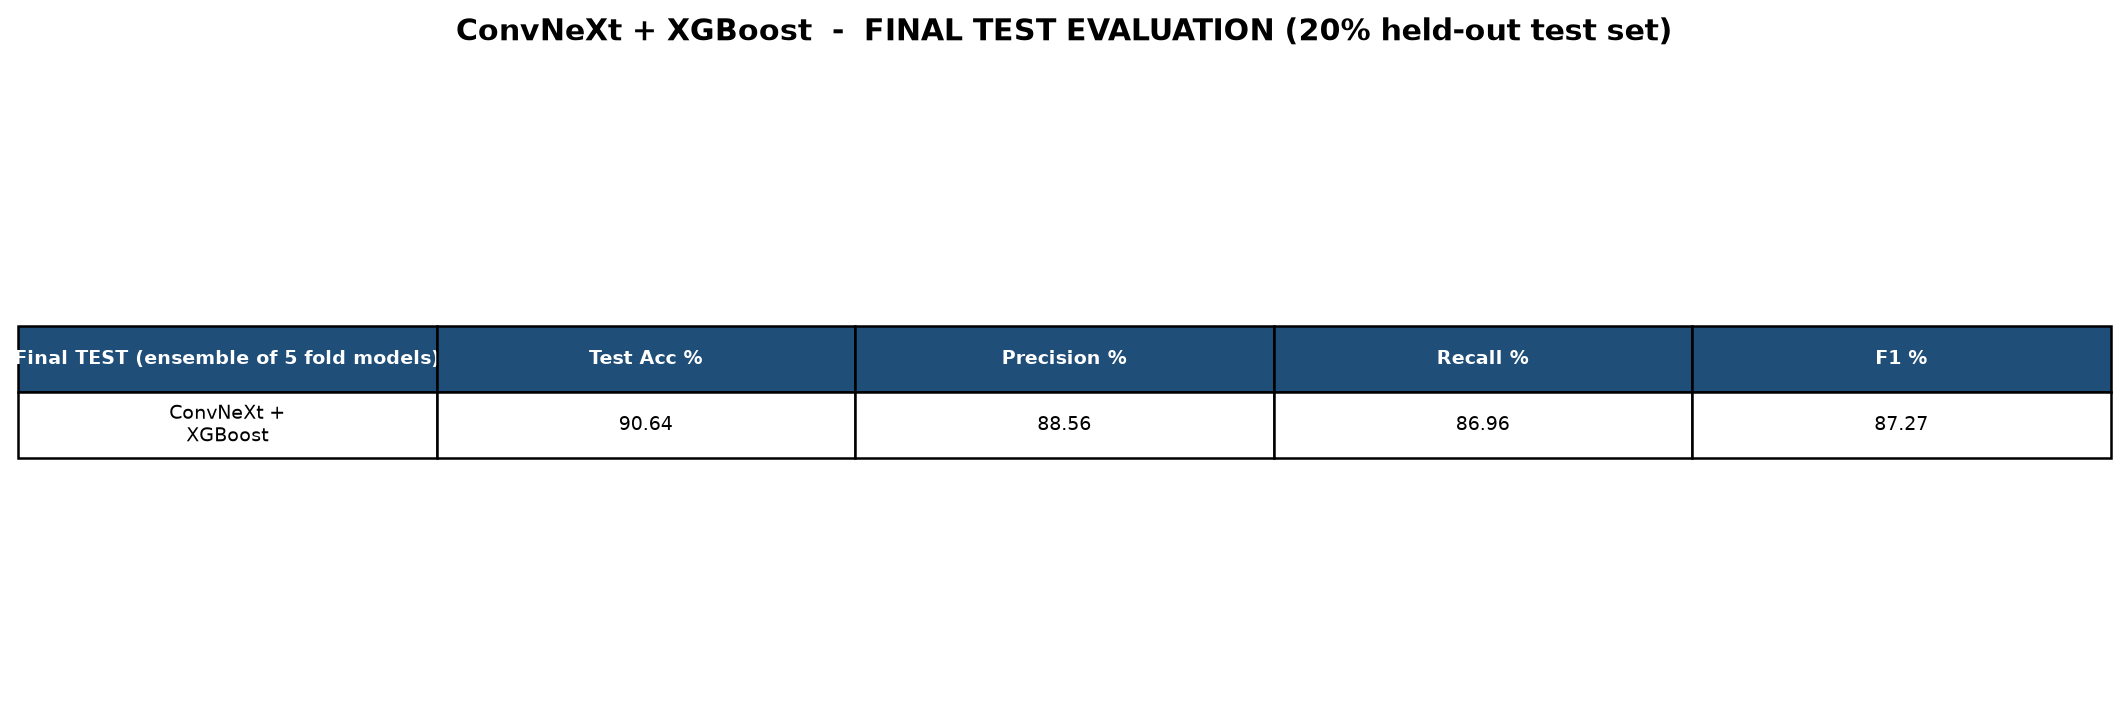 ConvNeXt + XGBoost - FINAL TEST EVALUATION (20% held-out test set)
Final TEST (ensemble of 5 fold models) Test Acc % Precision % Recall % F1 %
ConvNeXt +
XGBoost 90.64 88.56 86.96 87.27